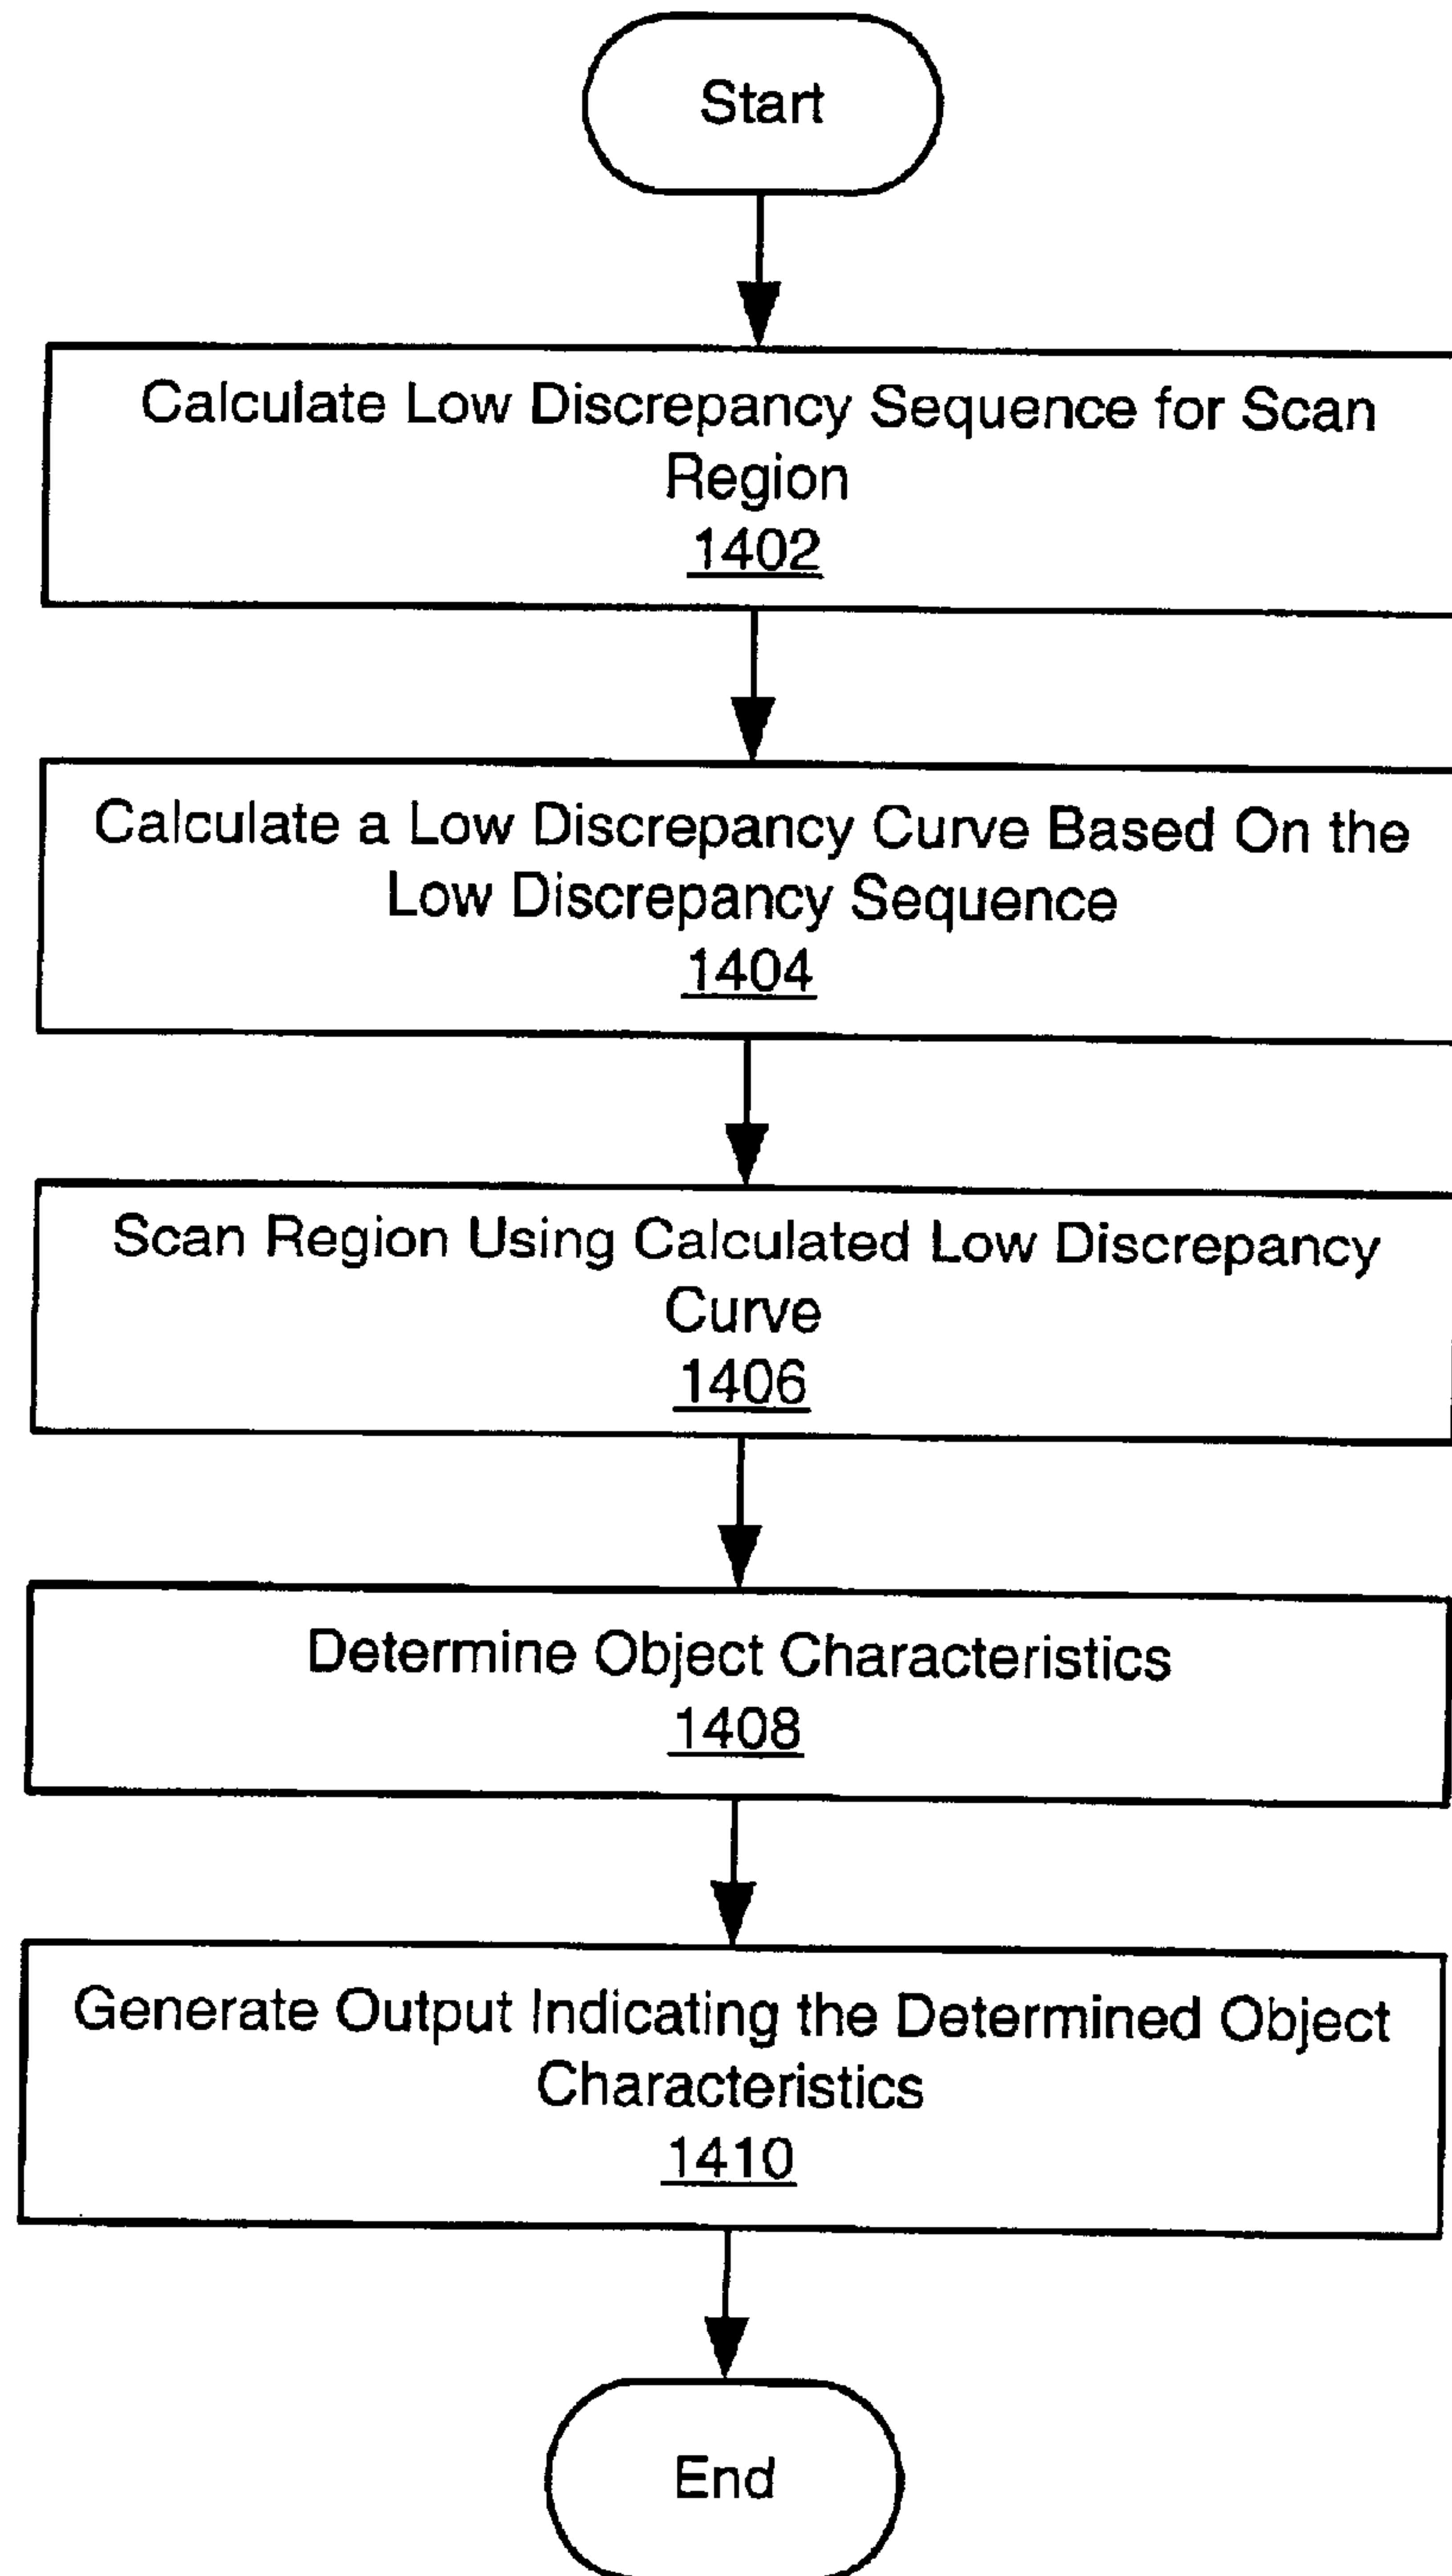 Start
Calculate Low Discrepancy Sequence for Scan
Region
1402
Calculate a Low Discrepancy Curve Based On the
Low Discrepancy Sequence
1404
Scan Region Using Calculated Low Discrepancy
Curve
1406
Determine Object Characteristics
1408
Generate Output Indicating the Determined Object
Characteristics
1410
End